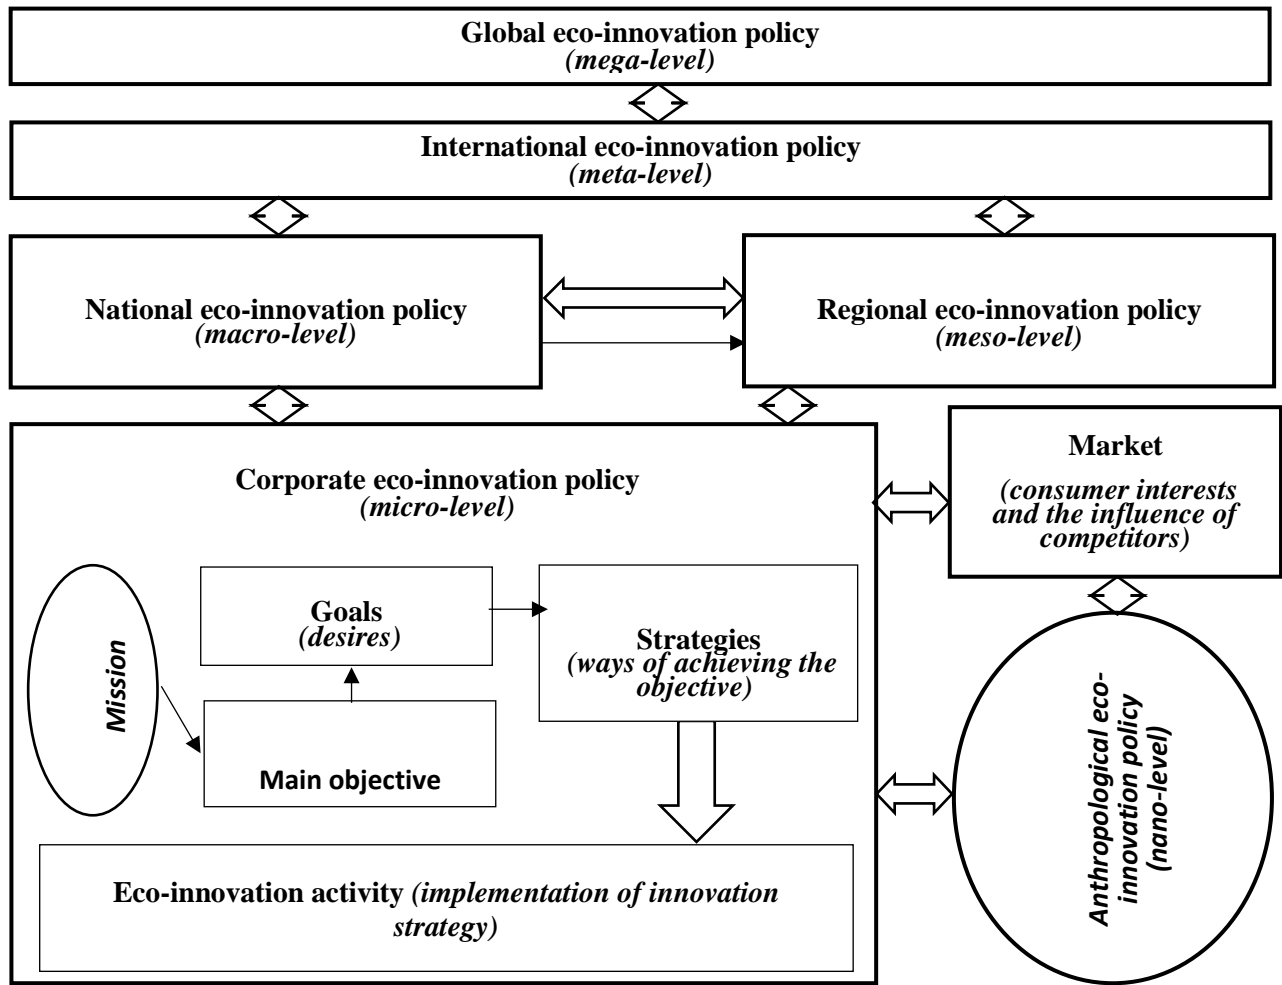 Global eco-innovation policy
(mega-level)
International eco-innovation policy
(meta-level)
National eco-innovation policy
(macro-level)
Regional eco-innovation policy
(meso-level)
Corporate eco-innovation policy
(micro-level)
Market
(consumer interests
and the influence of
competitors)
Mission
Goals
(desires)
Main objective
Strategies
(ways of achieving the
objective)
Eco-innovation activity (implementation of innovation
strategy)
Anthropological eco-
innovation policy
(nano-level)